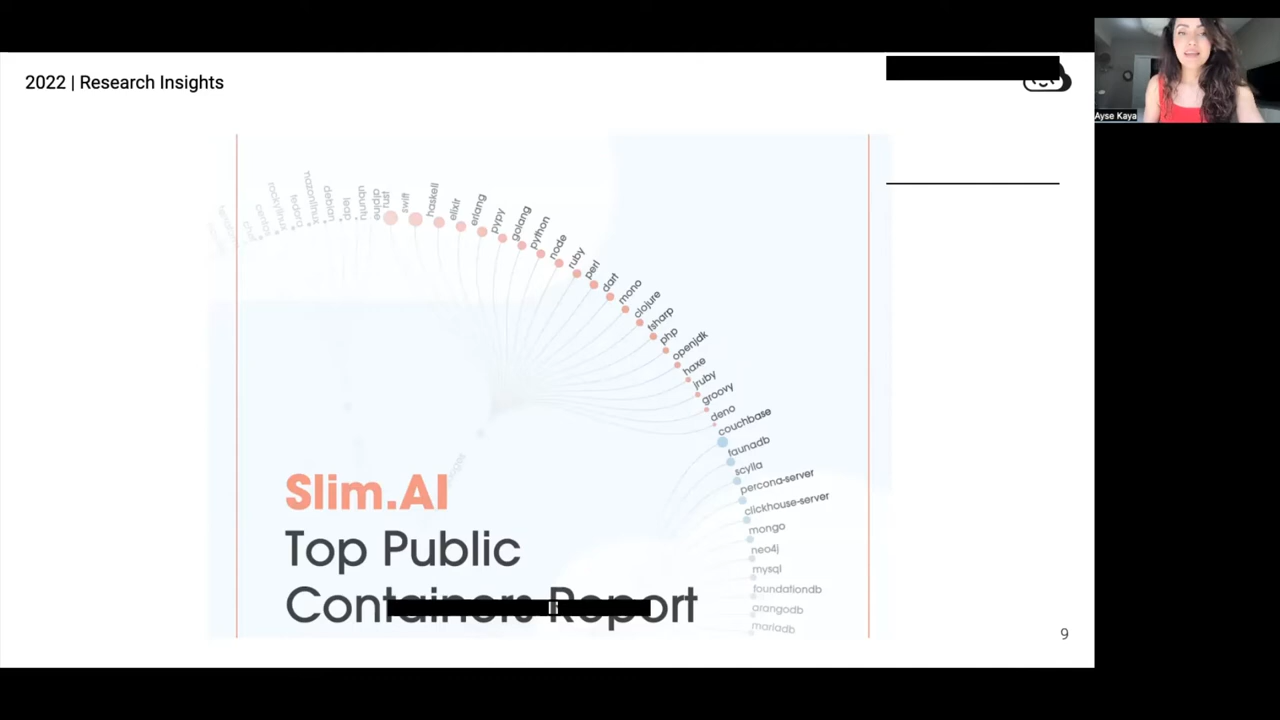 2022 | Research Insights
Ayse Kaya
debian
leap
ubuntu
alpine
rust
swift
haskell
elixir
erlang
pypy
golang
python
node
ruby
perl
dart
mono
clojure
fsharp
php
openjdk
haxe
jruby
groovy
deno
couchbase
faunadb
scylla
percona-server
clickhouse-server
mongo
neo4j
mysql
foundationdb
arangodb
mariadb
Slim.AI
Top Public
Containers Report
9